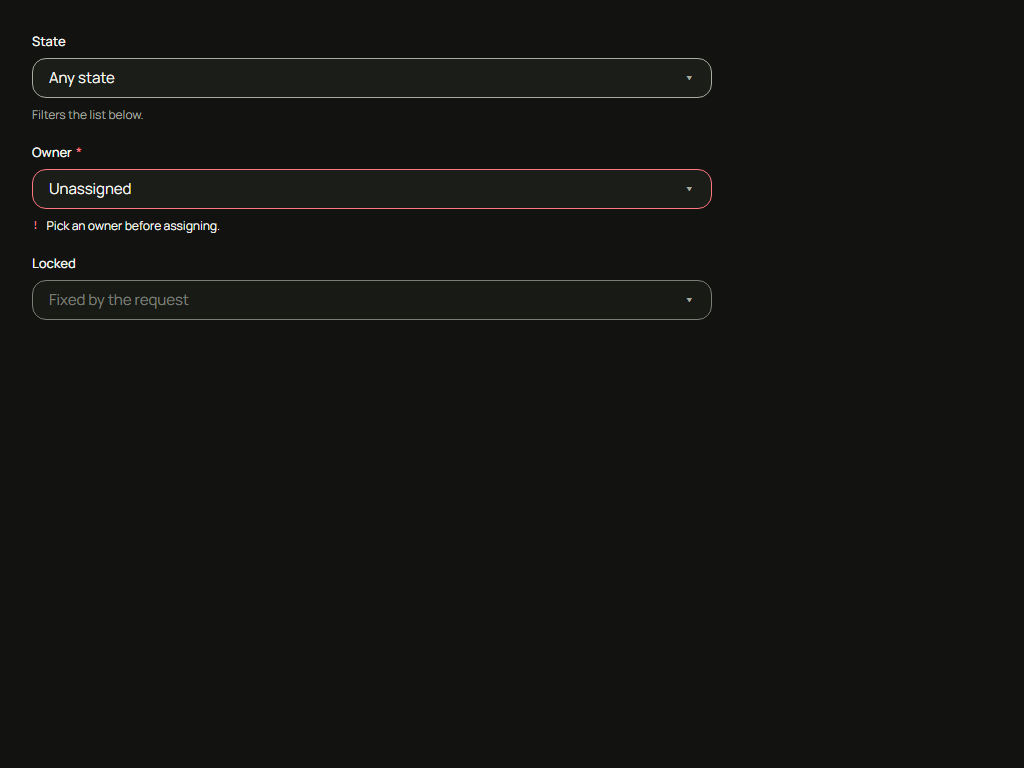 State
Any state
Filters the list below.
Owner *
Unassigned
! Pick an owner before assigning.
Locked
Fixed by the request